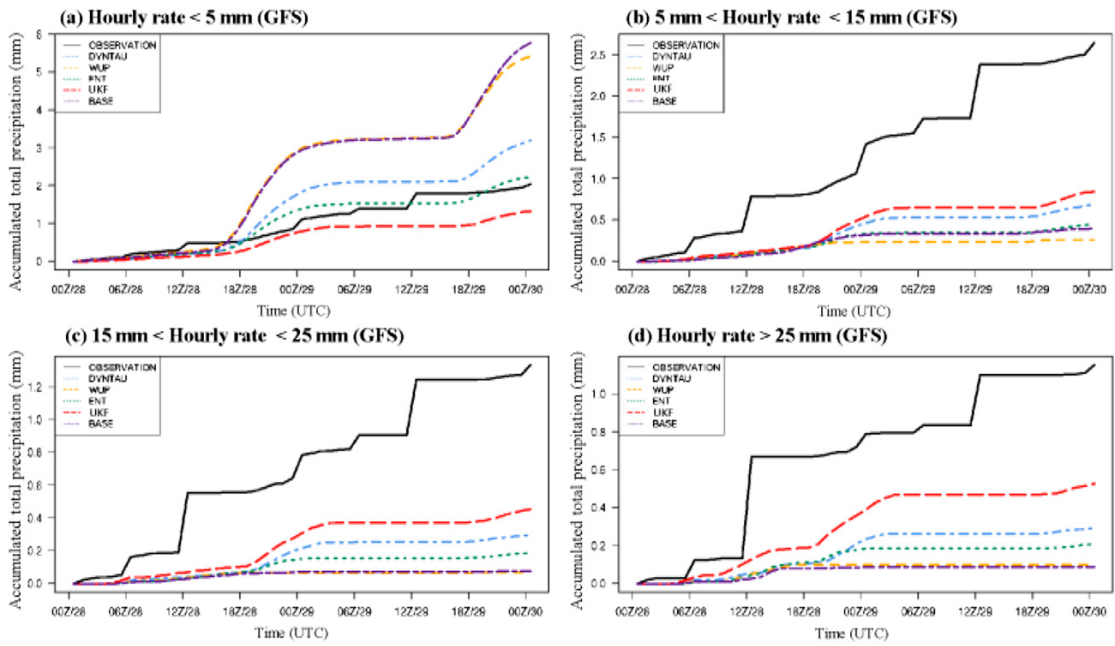 (a) Hourly rate < 5 mm (GFS)
Accumulated total precipitation (mm)
6
5
4
3
2
1
0
OBSERVATION
DYNTAU
WUP
ENT
UKF
BASE
00Z/28 06Z/28 12Z/28 18Z/28 00Z/29 06Z/29 12Z/29 18Z/29 00Z/30
Time (UTC)
(b) 5 mm < Hourly rate < 15 mm (GFS)
Accumulated total precipitation (mm)
2.5
2.0
1.5
1.0
0.5
0.0
OBSERVATION
DYNTAU
WUP
ENT
UKF
BASE
00Z/28 06Z/28 12Z/28 18Z/28 00Z/29 06Z/29 12Z/29 18Z/29 00Z/30
Time (UTC)
(c) 15 mm < Hourly rate < 25 mm (GFS)
Accumulated total precipitation (mm)
1.2
1.0
0.8
0.6
0.4
0.2
0.0
OBSERVATION
DYNTAU
WUP
ENT
UKF
BASE
00Z/28 06Z/28 12Z/28 18Z/28 00Z/29 06Z/29 12Z/29 18Z/29 00Z/30
Time (UTC)
(d) Hourly rate > 25 mm (GFS)
Accumulated total precipitation (mm)
1.0
0.8
0.6
0.4
0.2
0.0
OBSERVATION
DYNTAU
WUP
ENT
UKF
BASE
00Z/28 06Z/28 12Z/28 18Z/28 00Z/29 06Z/29 12Z/29 18Z/29 00Z/30
Time (UTC)